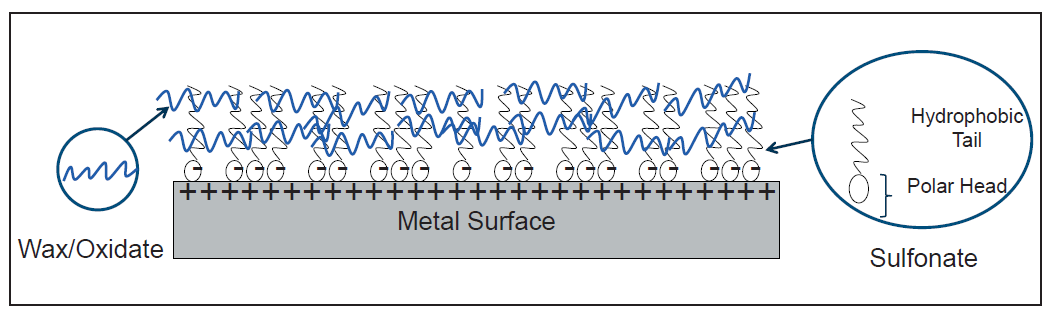 Hydrophobic
Tail
Polar Head
+ + + + + + + + + + + + + + + + + + + + + + + + + + + + +
Metal Surface
Wax/Oxidate
Sulfonate